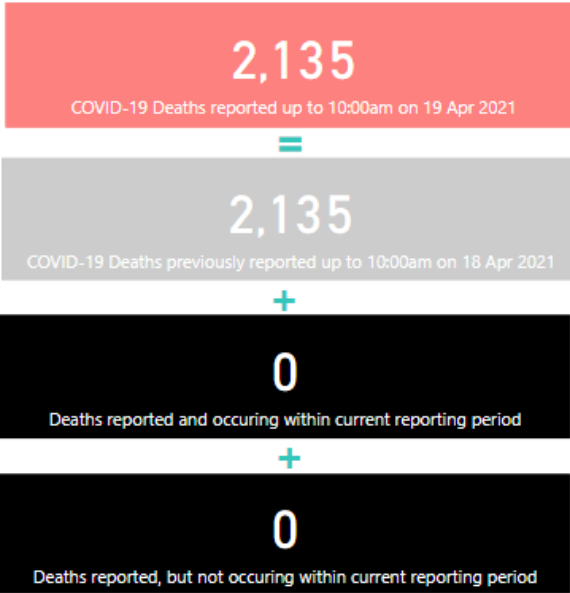 2,135
COVID-19 Deaths reported up to 10:00am on 19 Apr 2021
=
2,135
COVID-19 Deaths previously reported up to 10:00am on 18 Apr 2021
+
0
Deaths reported and occuring within current reporting period
+
0
Deaths reported, but not occuring within current reporting period